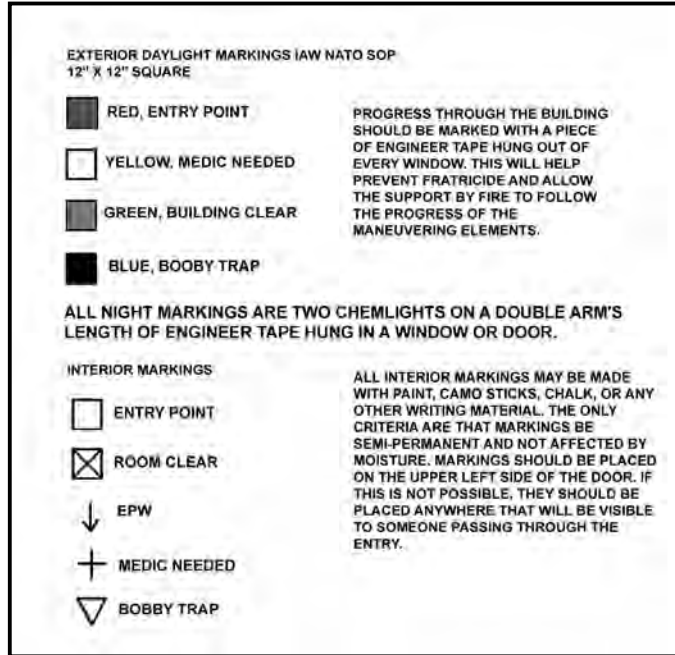 EXTERIOR DAYLIGHT MARKINGS IAW NATO SOP
12" X 12" SQUARE
RED, ENTRY POINT
YELLOW, MEDIC NEEDED
GREEN, BUILDING CLEAR
BLUE, BOOBY TRAP
PROGRESS THROUGH THE BUILDING
SHOULD BE MARKED WITH A PIECE
OF ENGINEER TAPE HUNG OUT OF
EVERY WINDOW. THIS WILL HELP
PREVENT FRATRICIDE AND ALLOW
THE SUPPORT BY FIRE TO FOLLOW
THE PROGRESS OF THE
MANEUVERING ELEMENTS.
ALL NIGHT MARKINGS ARE TWO CHEMLIGHTS ON A DOUBLE ARM'S
LENGTH OF ENGINEER TAPE HUNG IN A WINDOW OR DOOR.
INTERIOR MARKINGS
ENTRY POINT
ROOM CLEAR
EPW
MEDIC NEEDED
BOBBY TRAP
ALL INTERIOR MARKINGS MAY BE MADE
WITH PAINT, CAMO STICKS, CHALK, OR ANY
OTHER WRITING MATERIAL. THE ONLY
CRITERIA ARE THAT MARKINGS BE
SEMI-PERMANENT AND NOT AFFECTED BY
MOISTURE. MARKINGS SHOULD BE PLACED
ON THE UPPER LEFT SIDE OF THE DOOR. IF
THIS IS NOT POSSIBLE, THEY SHOULD BE
PLACED ANYWHERE THAT WILL BE VISIBLE
TO SOMEONE PASSING THROUGH THE
ENTRY.